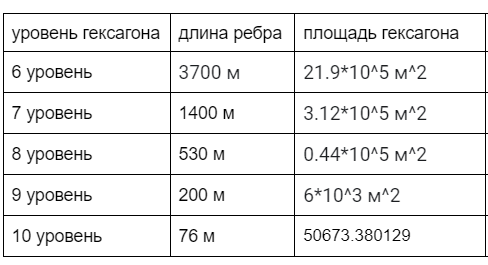 уровень гексагона длина ребра площадь гексагона
6 уровень 3700 м 21.9*10^5 м^2
7 уровень 1400 м 3.12*10^5 м^2
8 уровень 530 м 0.44*10^5 м^2
9 уровень 200 м 6*10^3 м^2
10 уровень 76 м 50673.380129